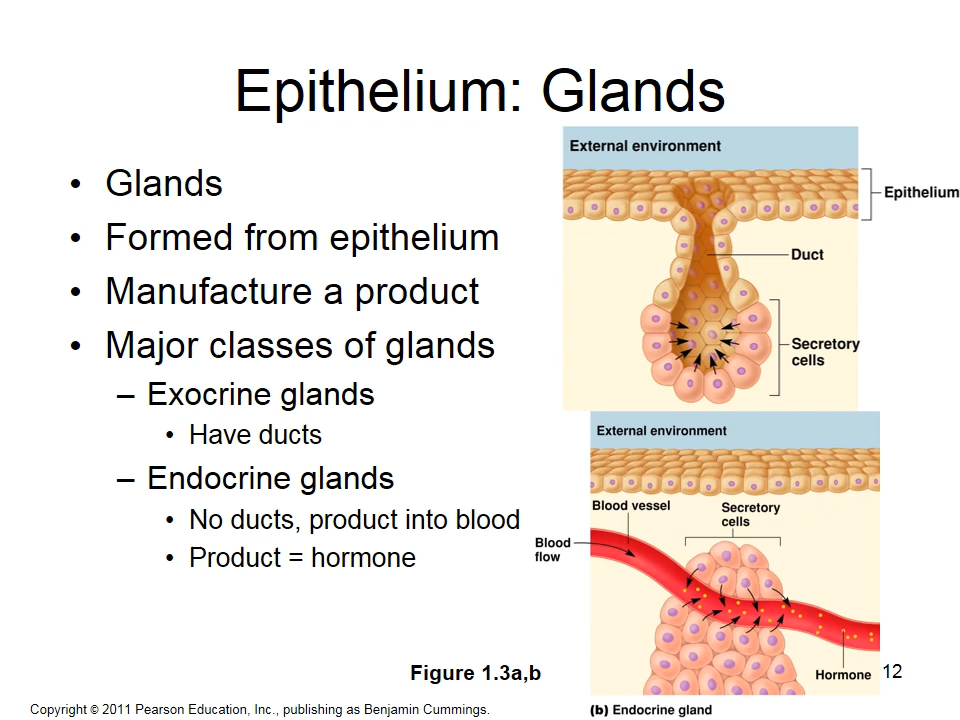 Epithelium: Glands
• Glands
• Formed from epithelium
• Manufacture a product
• Major classes of glands
– Exocrine glands
• Have ducts
– Endocrine glands
• No ducts, product into blood
• Product = hormone
External environment
Epithelium
Duct
Secretory
cells
External environment
Blood vessel
Secretory
cells
Blood
flow
Hormone
Figure 1.3a,b
12
Copyright © 2011 Pearson Education, Inc., publishing as Benjamin Cummings.
(b) Endocrine gland